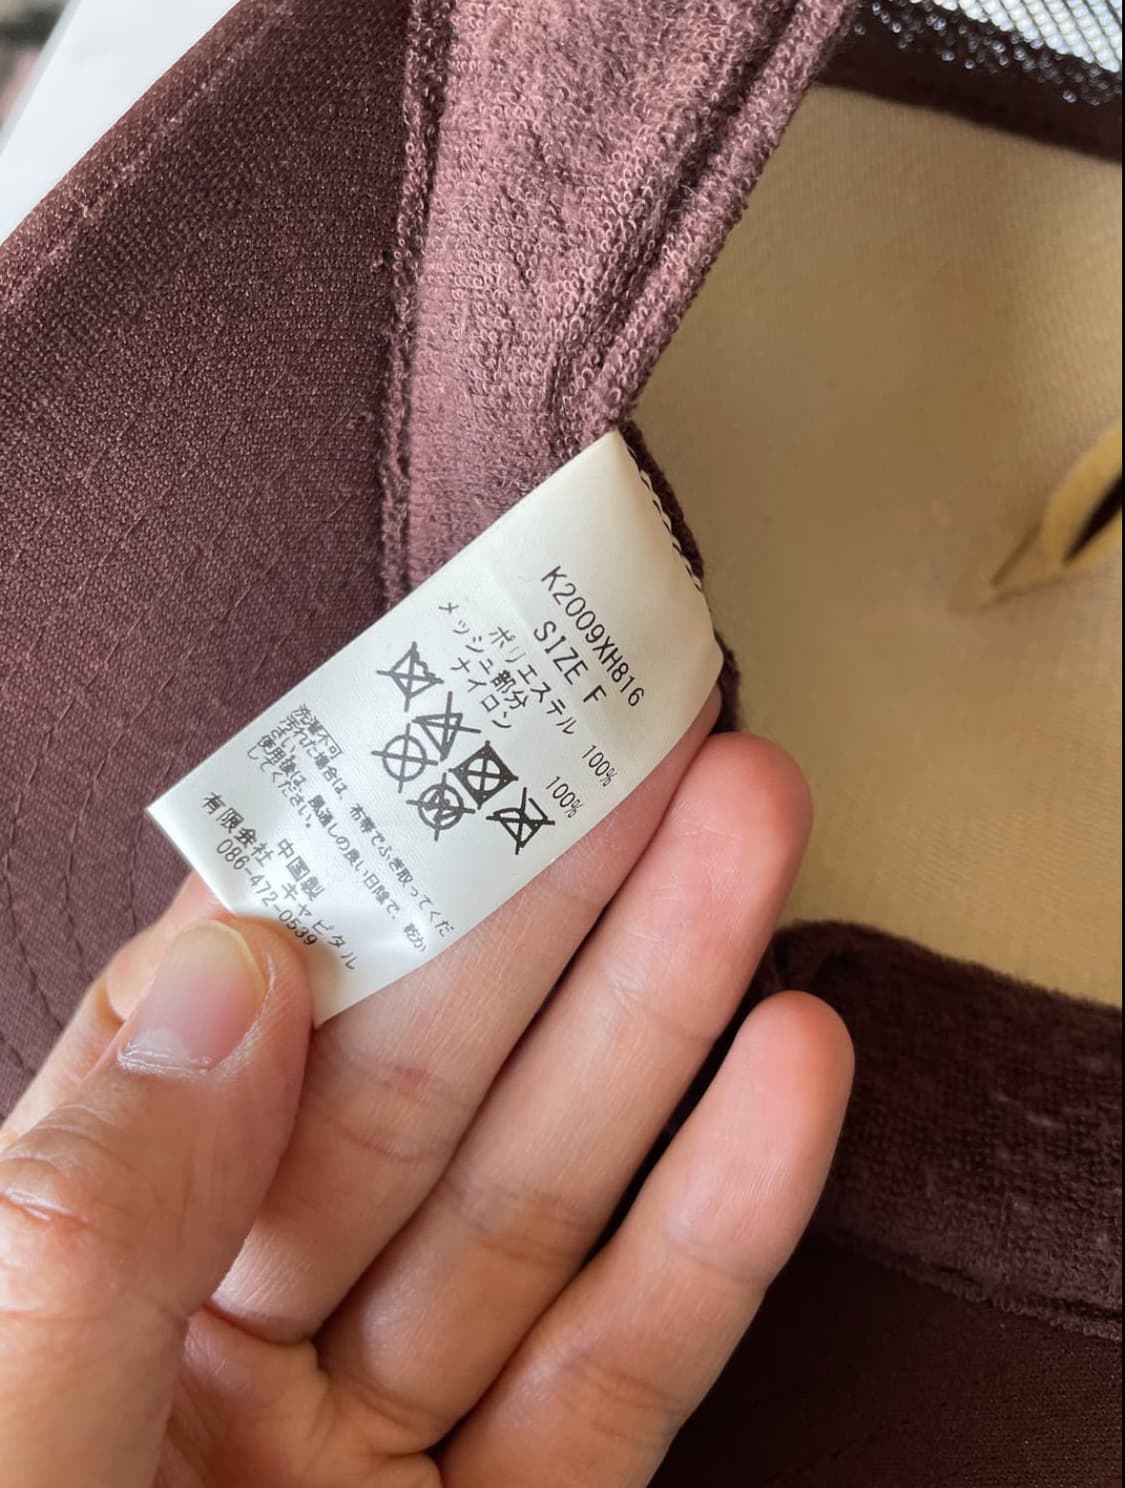 K2009XH816
SIZE F
ポリエステル 100%
メッシュ部分
ナイロン 100%
洗濯不可
汚れた場合は、布等でふき取ってくだ
さい。
使用後は、風通しの良い日陰で、乾か
してください。
中国製
有限会社 キャピタル
086-472-0539